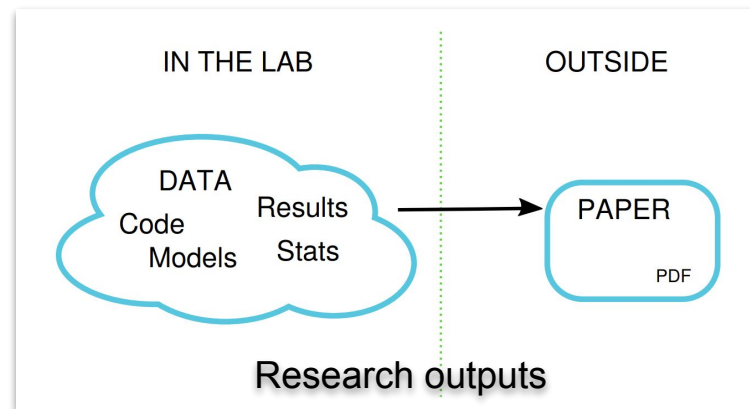 IN THE LAB
OUTSIDE
DATA
Code
Results
Models
Stats
PAPER
PDF
Research outputs